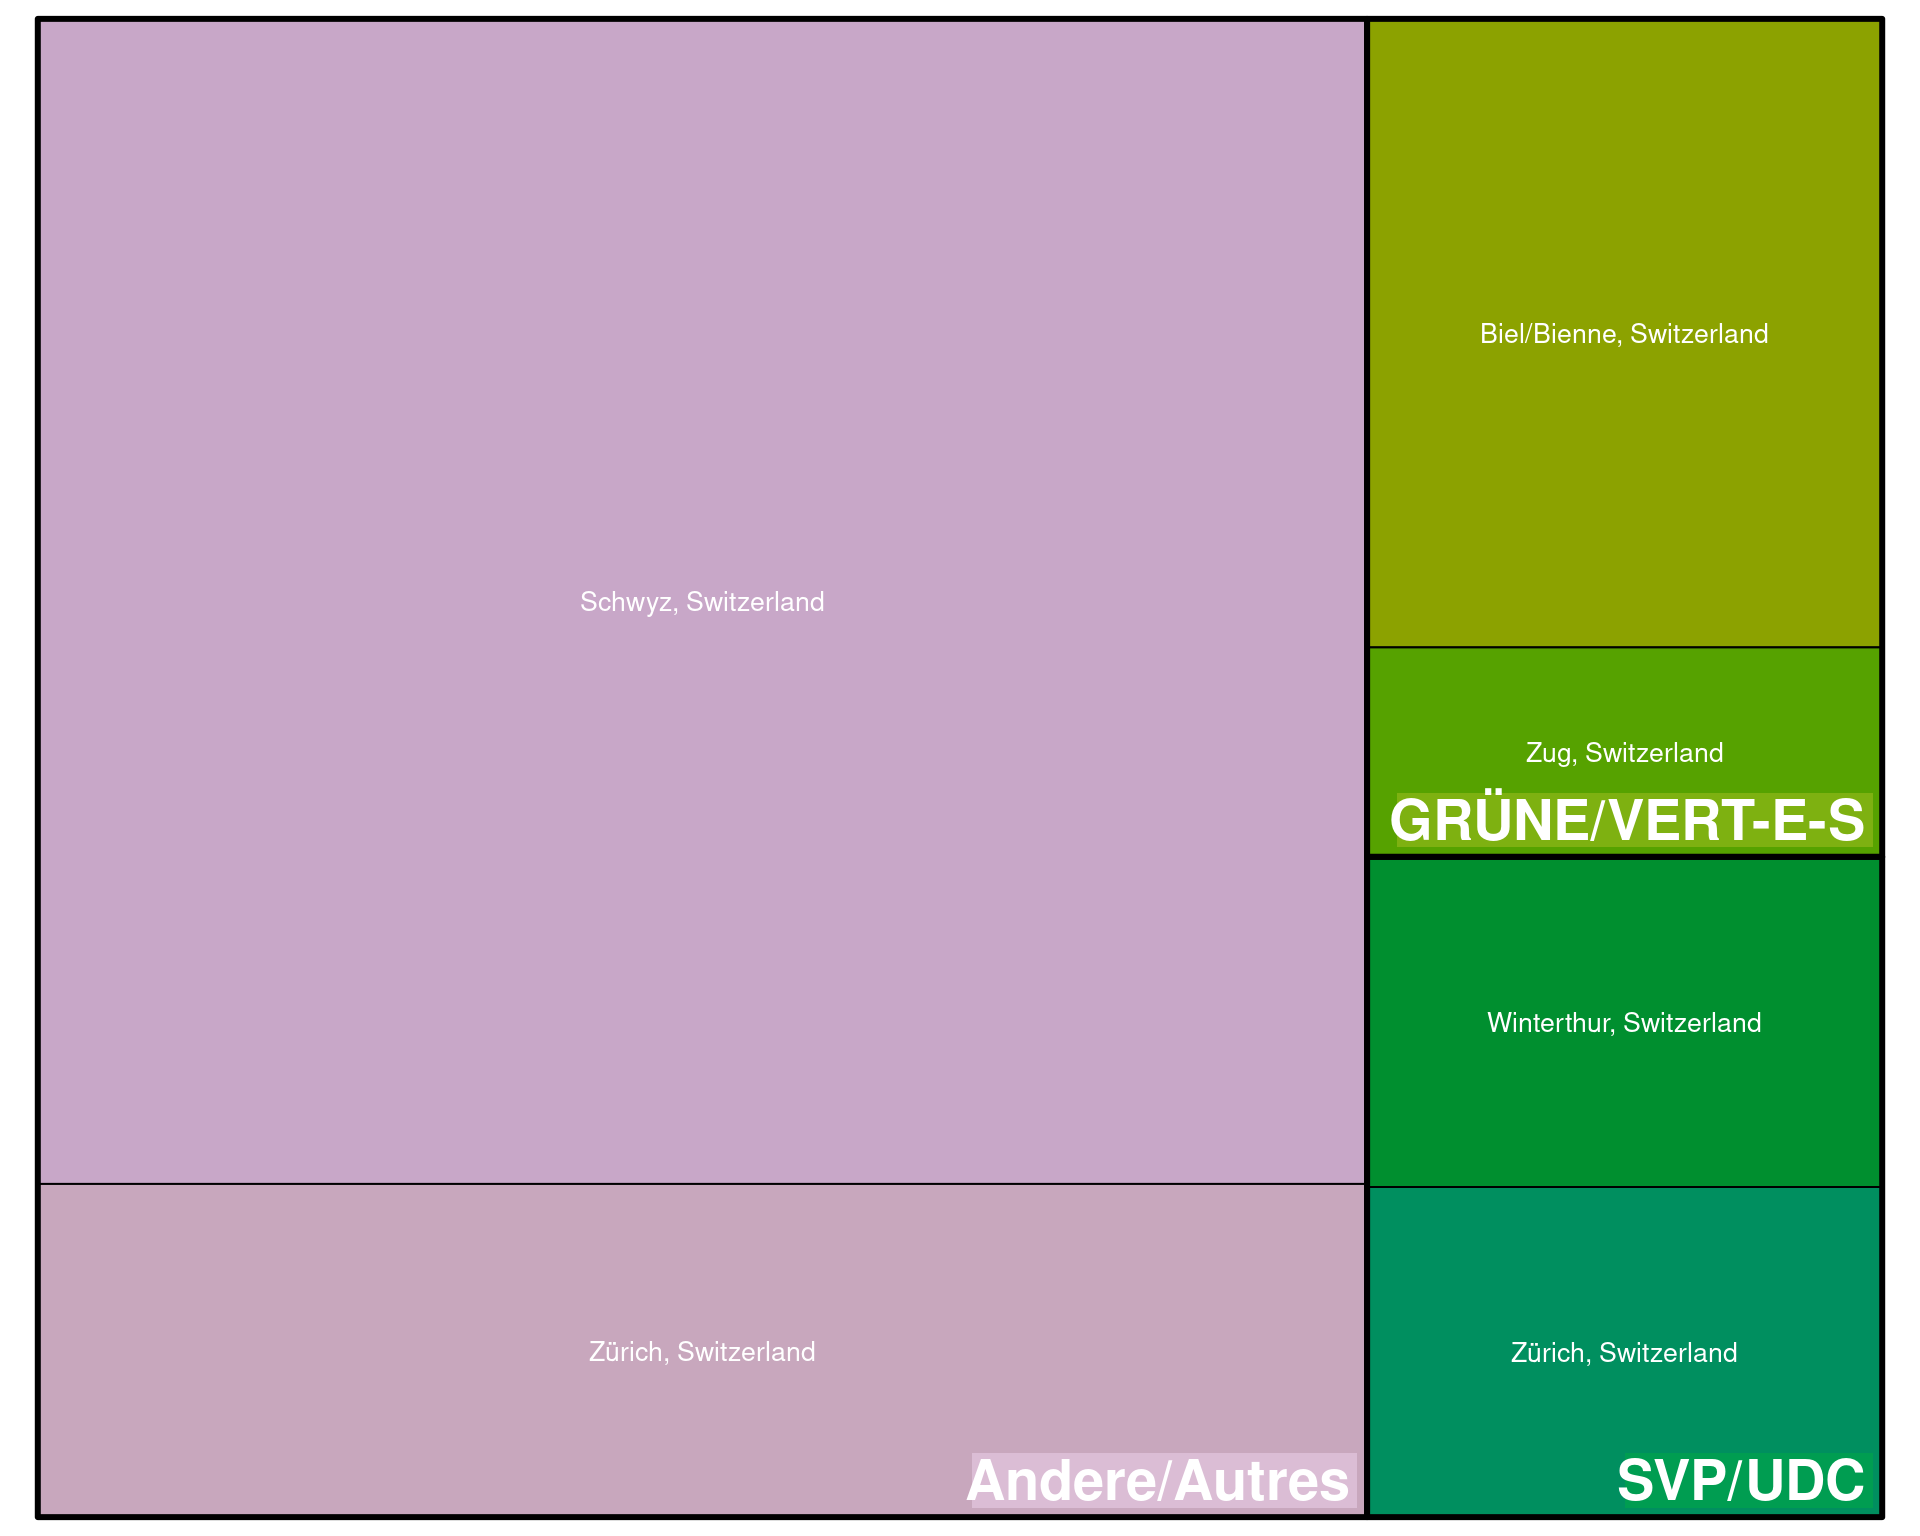 Schwyz, Switzerland
Zürich, Switzerland
Andere/Autres
Biel/Bienne, Switzerland
Zug, Switzerland
GRÜNE/VERT-E-S
Winterthur, Switzerland
Zürich, Switzerland
SVP/UDC